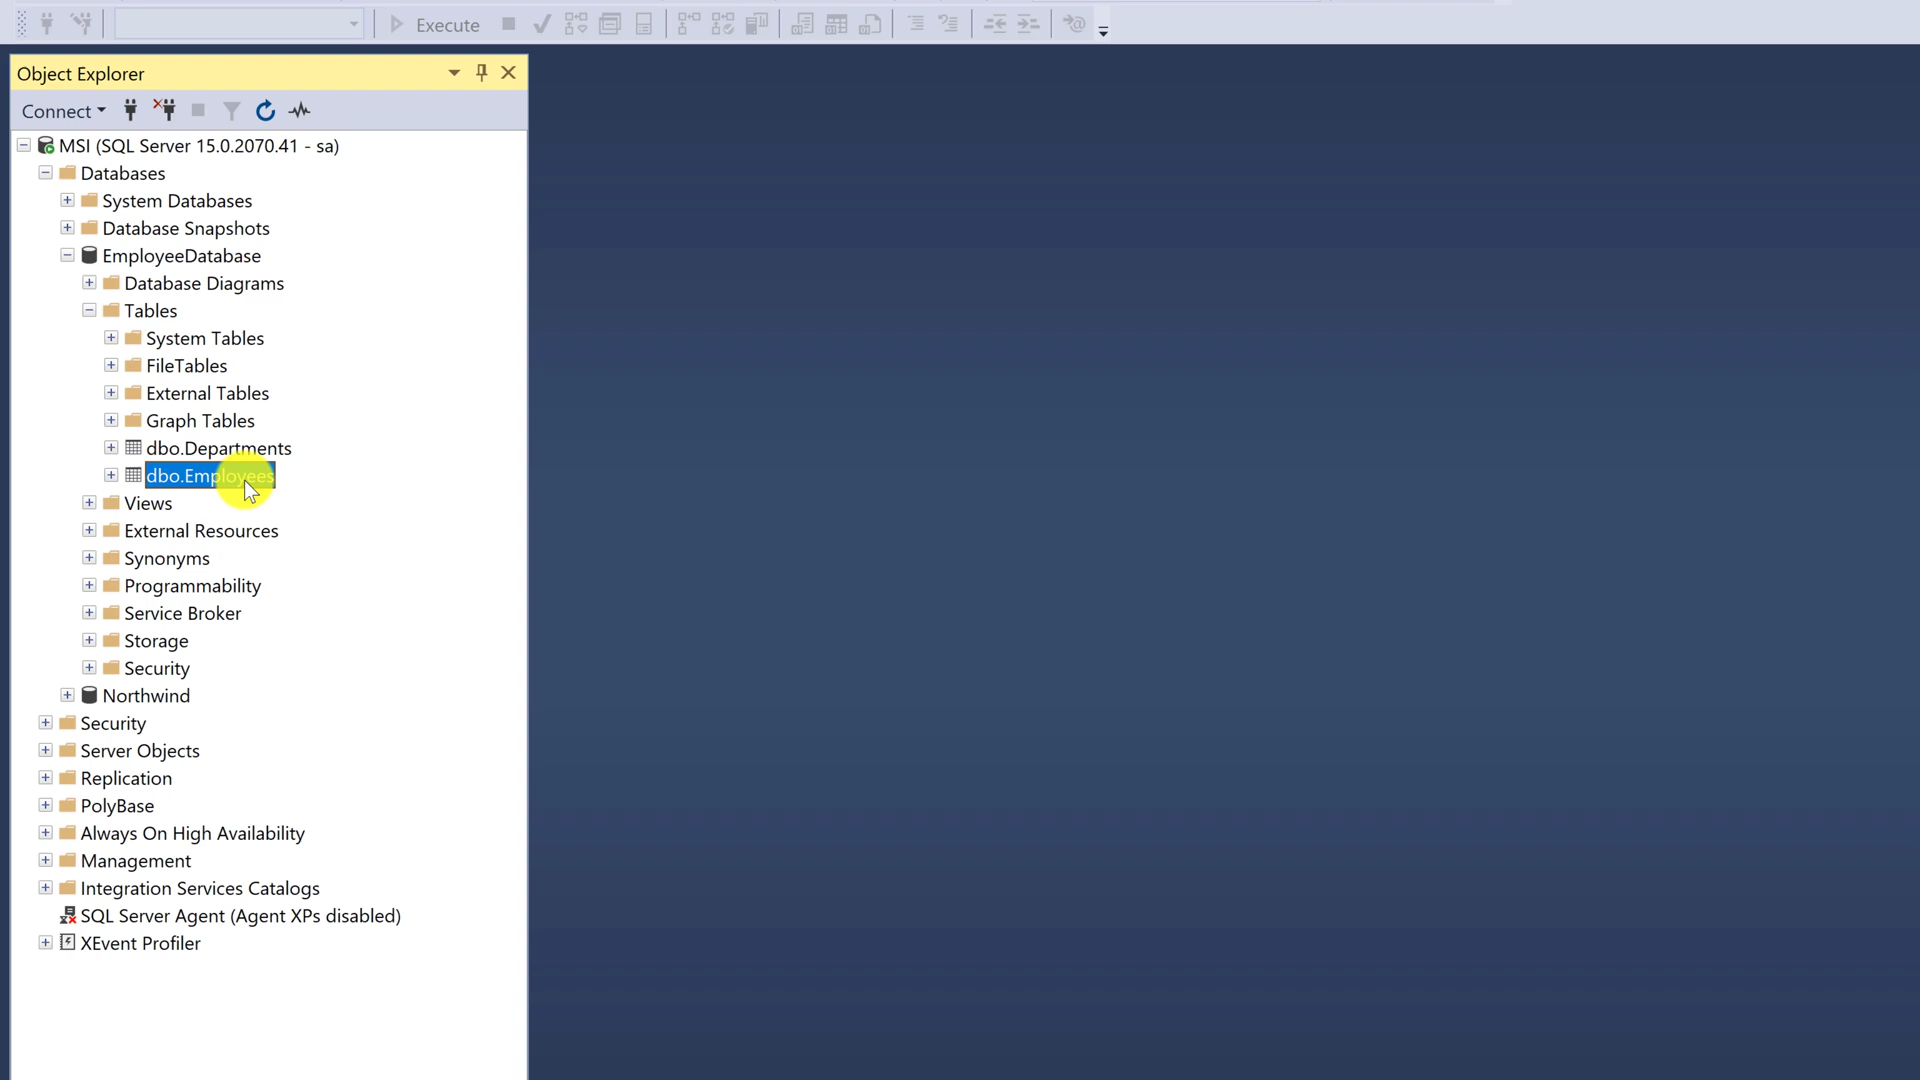 Execute
Object Explorer
Connect
MSI (SQL Server 15.0.2070.41 - sa)
Databases
System Databases
Database Snapshots
EmployeeDatabase
Database Diagrams
Tables
System Tables
FileTables
External Tables
Graph Tables
dbo.Departments
dbo.Employees
Views
External Resources
Synonyms
Programmability
Service Broker
Storage
Security
Northwind
Security
Server Objects
Replication
PolyBase
Always On High Availability
Management
Integration Services Catalogs
SQL Server Agent (Agent XPs disabled)
XEvent Profiler